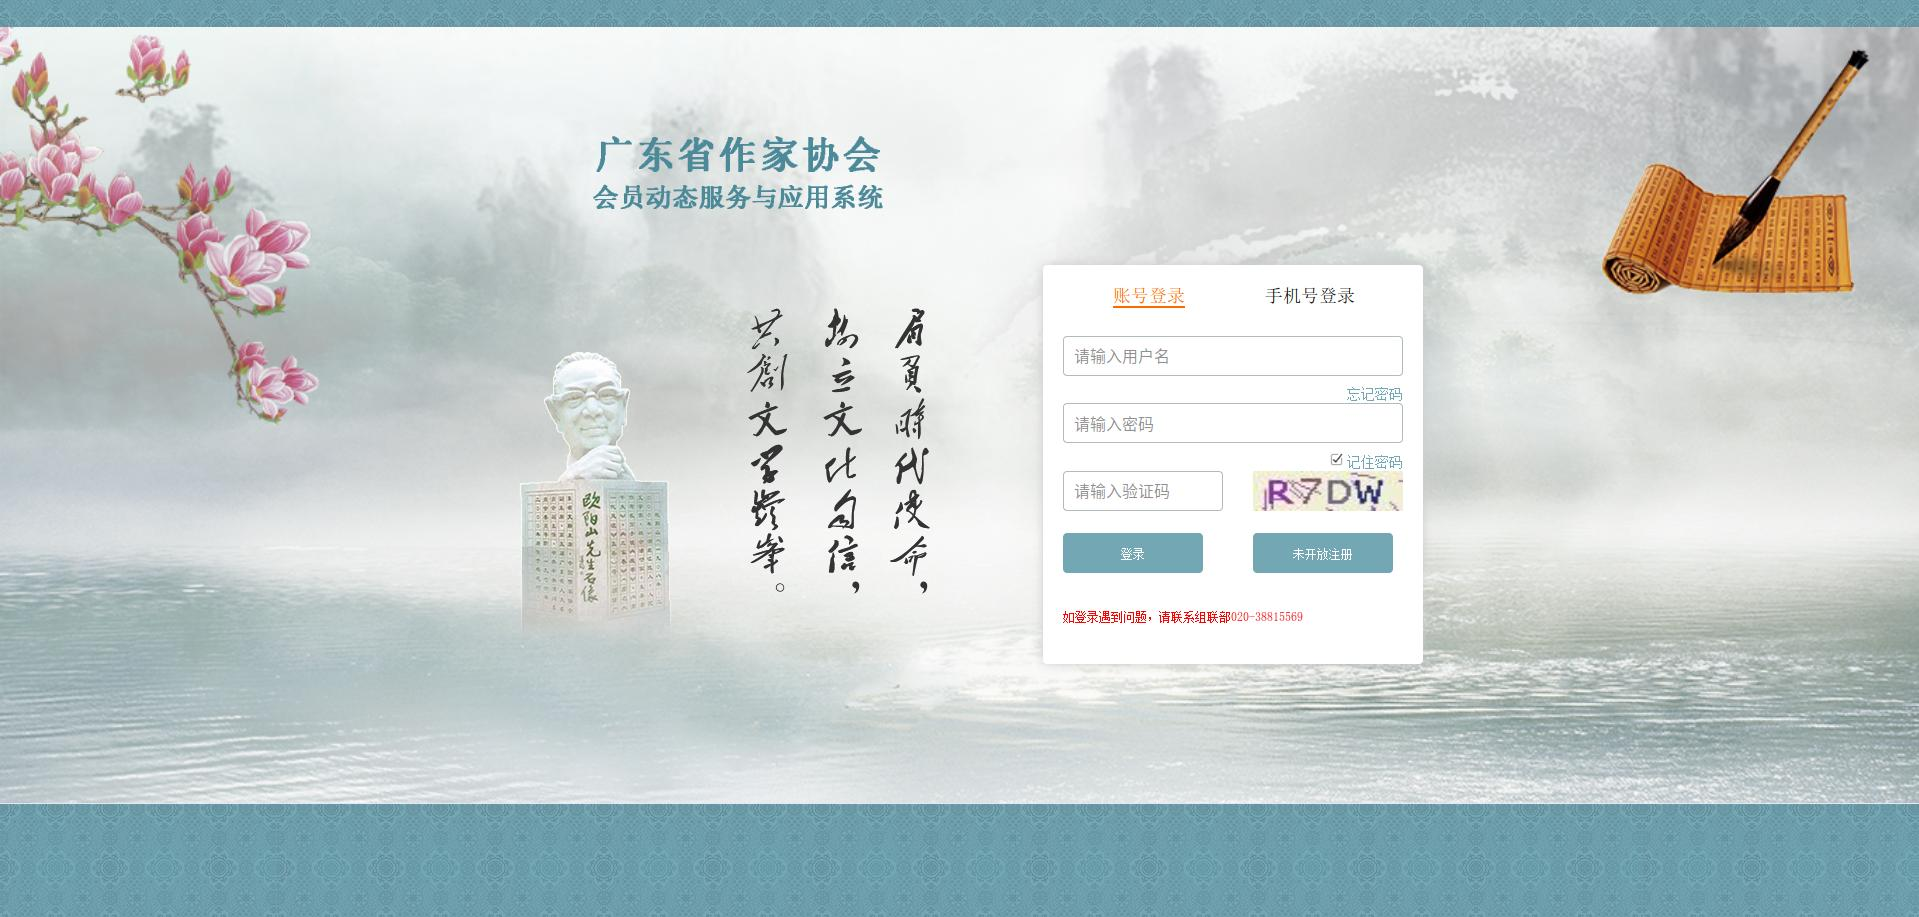 广东省作家协会
会员动态服务与应用系统
肩负時代使命，
树立文化自信，
共創文学高峯。
欧阳山先生石像
账号登录
手机号登录
请输入用户名
忘记密码
请输入密码
记住密码
请输入验证码
R7DW
登录
未开放注册
如登录遇到问题，请联系组联部020-38815569